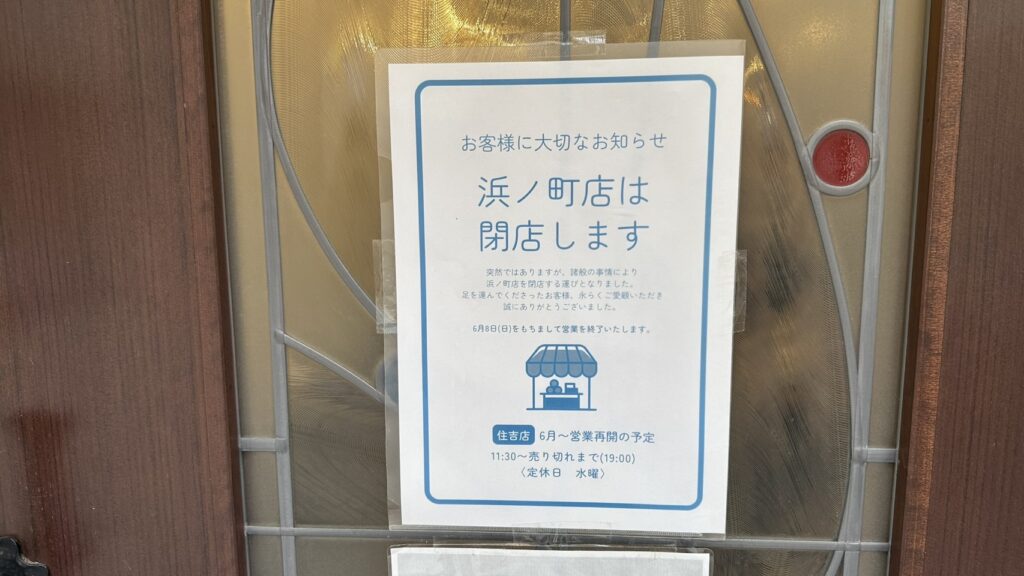 お客様に大切なお知らせ
浜ノ町店は
閉店します
突然ではありますが、諸般の事情により
浜ノ町店を閉店する運びとなりました。
足を運んでくださったお客様、永らくご愛顧いただき
誠にありがとうございました。
6月8日(日)をもちまして営業を終了いたします。
住吉店 6月〜営業再開の予定
11:30〜売り切れまで(19:00)
〈定休日 水曜〉